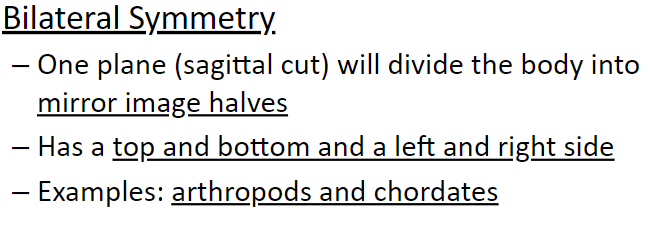 Bilateral Symmetry
– One plane (sagittal cut) will divide the body into
mirror image halves
– Has a top and bottom and a left and right side
– Examples: arthropods and chordates